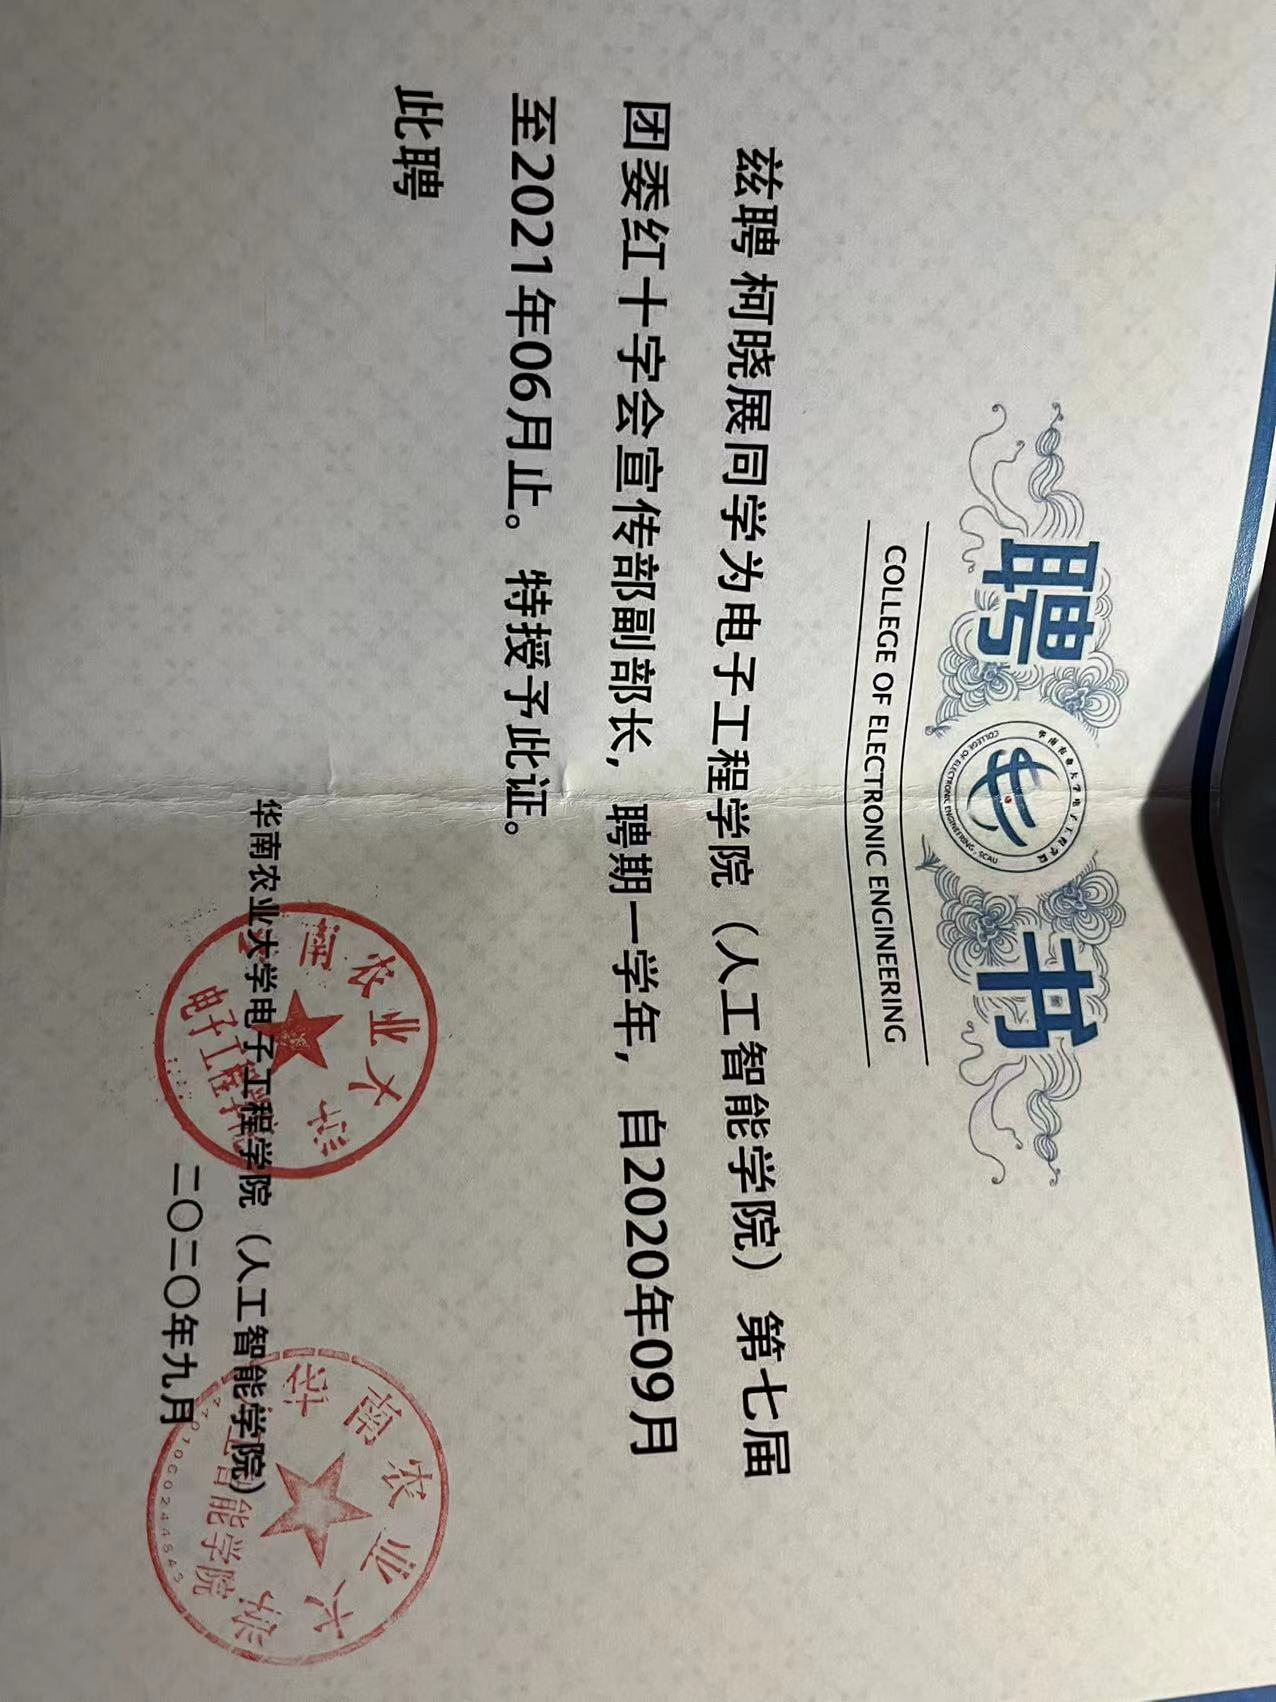 聘书
华南农业大学电子工程学院
COLLEGE OF ELECTRONIC ENGINEERING, SCAU
COLLEGE OF ELECTRONIC ENGINEERING
兹聘 柯晓展同学为电子工程学院（人工智能学院） 第七届
团委红十字会宣传部副部长，聘期一学年，自2020年09月
至2021年06月止。特授予此证。
此聘
华南农业大学电子工程学院（人工智能学院）
二〇二〇年九月
南农业大学
电子工程学院
华南农业大学
智能学院